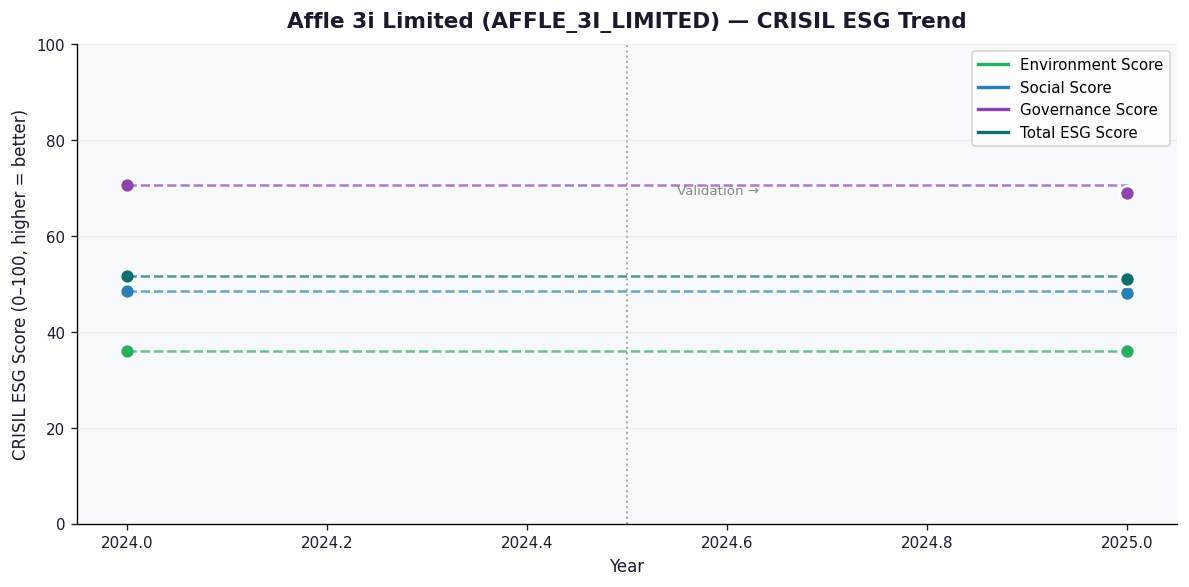 Affle 3i Limited (AFFLE_3I_LIMITED) — CRISIL ESG Trend
CRISIL ESG Score (0–100, higher = better)
100
80
60
40
20
0
Environment Score
Social Score
Governance Score
Total ESG Score
Validation →
2024.0
2024.2
2024.4
2024.6
2024.8
2025.0
Year